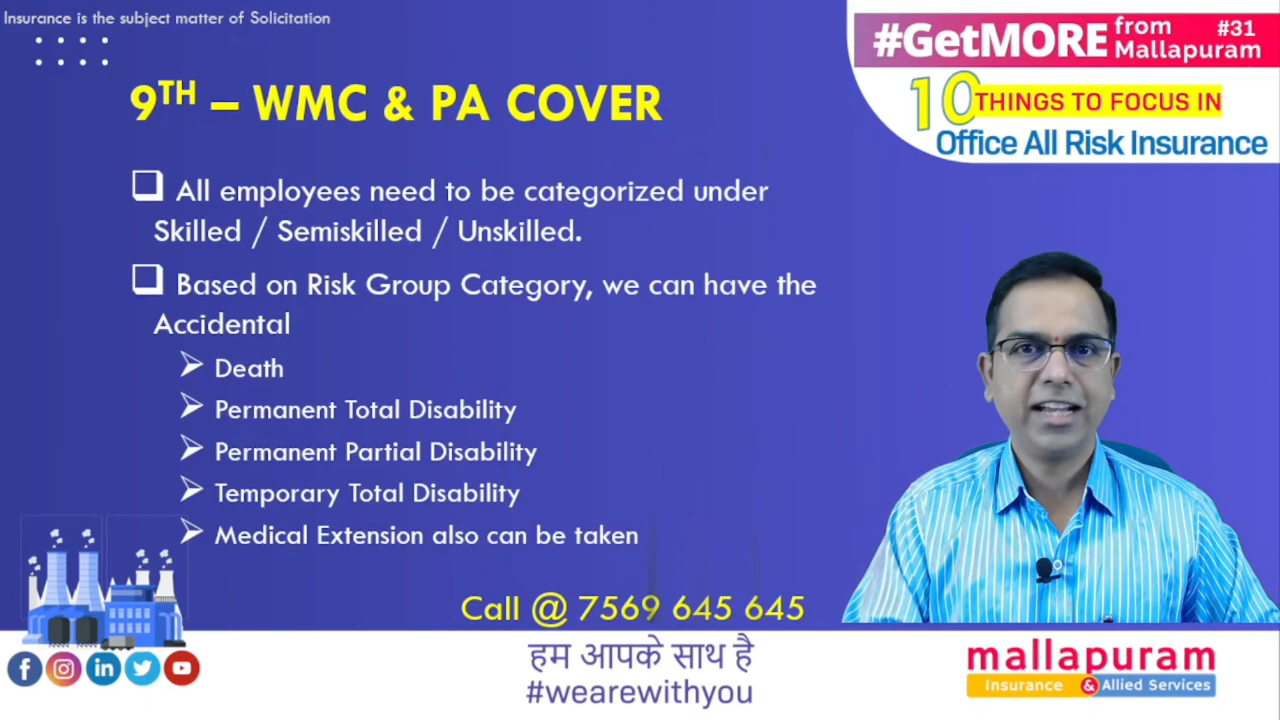 Insurance is the subject matter of Solicitation
#GetMORE from Mallapuram #31
10 THINGS TO FOCUS IN
Office All Risk Insurance
9TH – WMC & PA COVER
All employees need to be categorized under
Skilled / Semiskilled / Unskilled.
Based on Risk Group Category, we can have the
Accidental
Death
Permanent Total Disability
Permanent Partial Disability
Temporary Total Disability
Medical Extension also can be taken
Call @ 7569 645 645
हम आपके साथ है
#wearewithyou
mallapuram
Insurance & Allied Services